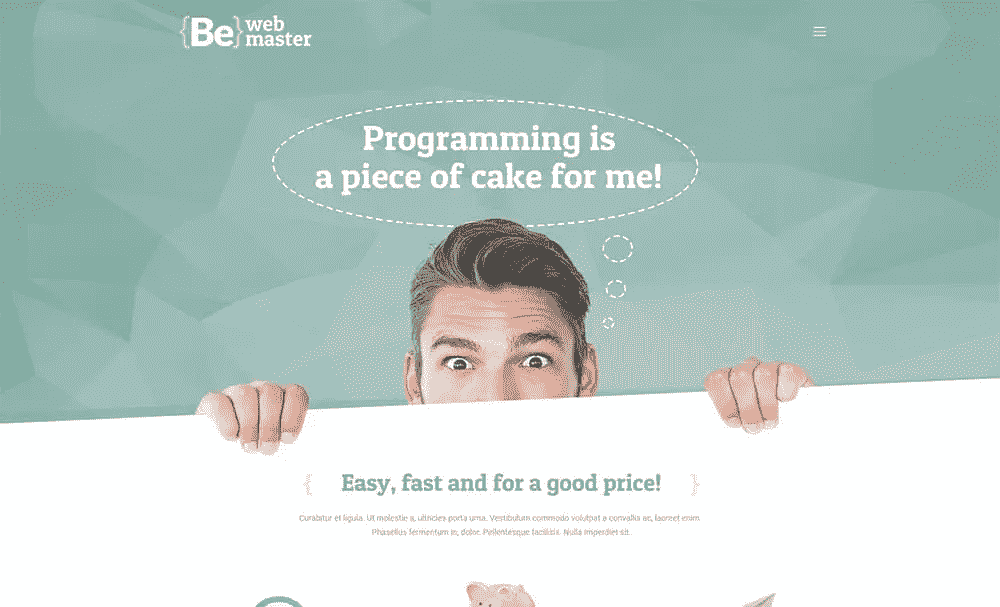 {Be} web
master
Programming is
a piece of cake for me!
{ Easy, fast and for a good price! }
Curabitur et ligula. Ut molestie a, ultricies porta urna. Vestibulum commodo volutpat a convallis ac, laoreet enim.
Phasellus fermentum in, dolor. Pellentesque facilisis. Nulla imperdiet sit.